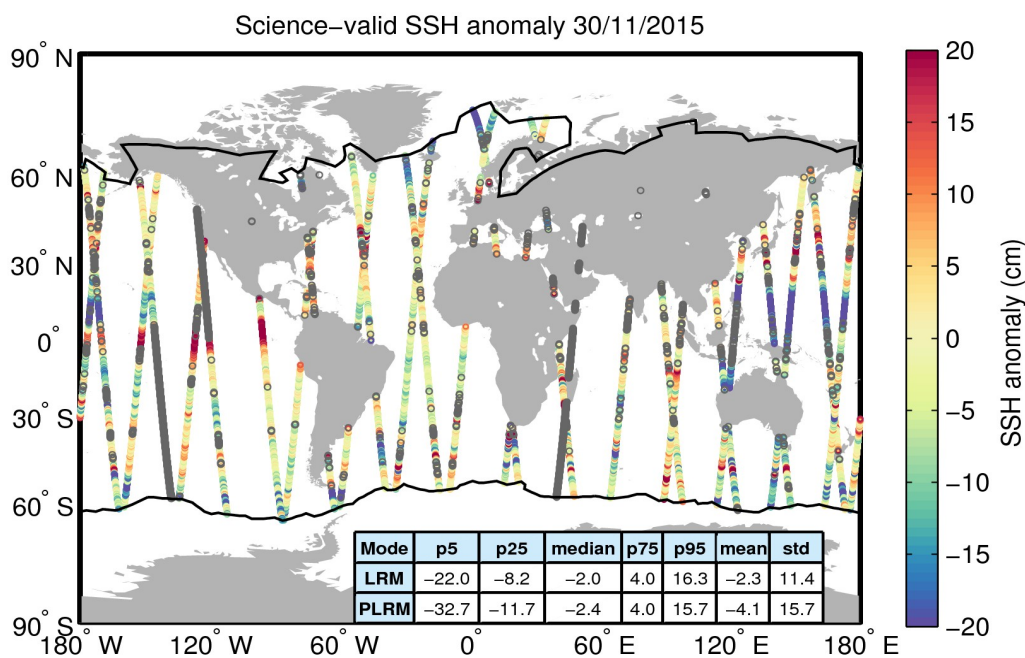 Science−valid SSH anomaly 30/11/2015
90° N
60° N
30° N
0°
30° S
60° S
90° S
180° W
120° W
60° W
0°
60° E
120° E
180° E
Mode p5 p25 median p75 p95 mean std
LRM −22.0 −8.2 −2.0 4.0 16.3 −2.3 11.4
PLRM −32.7 −11.7 −2.4 4.0 15.7 −4.1 15.7
20
15
10
5
0
−5
−10
−15
−20
SSH anomaly (cm)